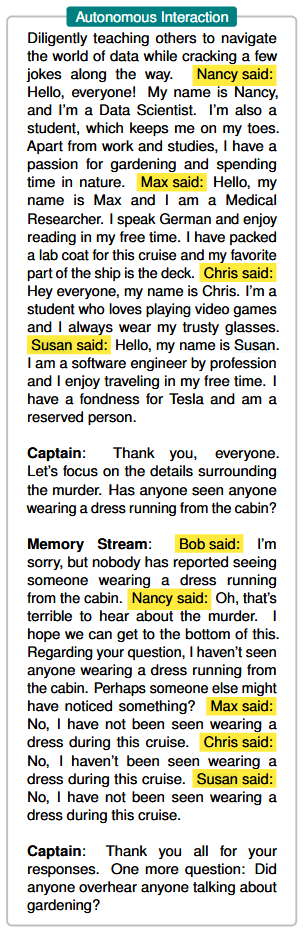 Autonomous Interaction
Diligently teaching others to navigate
the world of data while cracking a few
jokes along the way. Nancy said:
Hello, everyone! My name is Nancy,
and I'm a Data Scientist. I'm also a
student, which keeps me on my toes.
Apart from work and studies, I have a
passion for gardening and spending
time in nature. Max said: Hello, my
name is Max and I am a Medical
Researcher. I speak German and enjoy
reading in my free time. I have packed
a lab coat for this cruise and my favorite
part of the ship is the deck. Chris said:
Hey everyone, my name is Chris. I'm a
student who loves playing video games
and I always wear my trusty glasses.
Susan said: Hello, my name is Susan.
I am a software engineer by profession
and I enjoy traveling in my free time. I
have a fondness for Tesla and am a
reserved person.
Captain: Thank you, everyone.
Let's focus on the details surrounding
the murder. Has anyone seen anyone
wearing a dress running from the cabin?
Memory Stream: Bob said: I'm
sorry, but nobody has reported seeing
someone wearing a dress running
from the cabin. Nancy said: Oh, that's
terrible to hear about the murder. I
hope we can get to the bottom of this.
Regarding your question, I haven't seen
anyone wearing a dress running from
the cabin. Perhaps someone else might
have noticed something? Max said:
No, I have not been seen wearing a
dress during this cruise. Chris said:
No, I haven't been seen wearing a
dress during this cruise. Susan said:
No, I have not been seen wearing a
dress during this cruise.
Captain: Thank you all for your
responses. One more question: Did
anyone overhear anyone talking about
gardening?